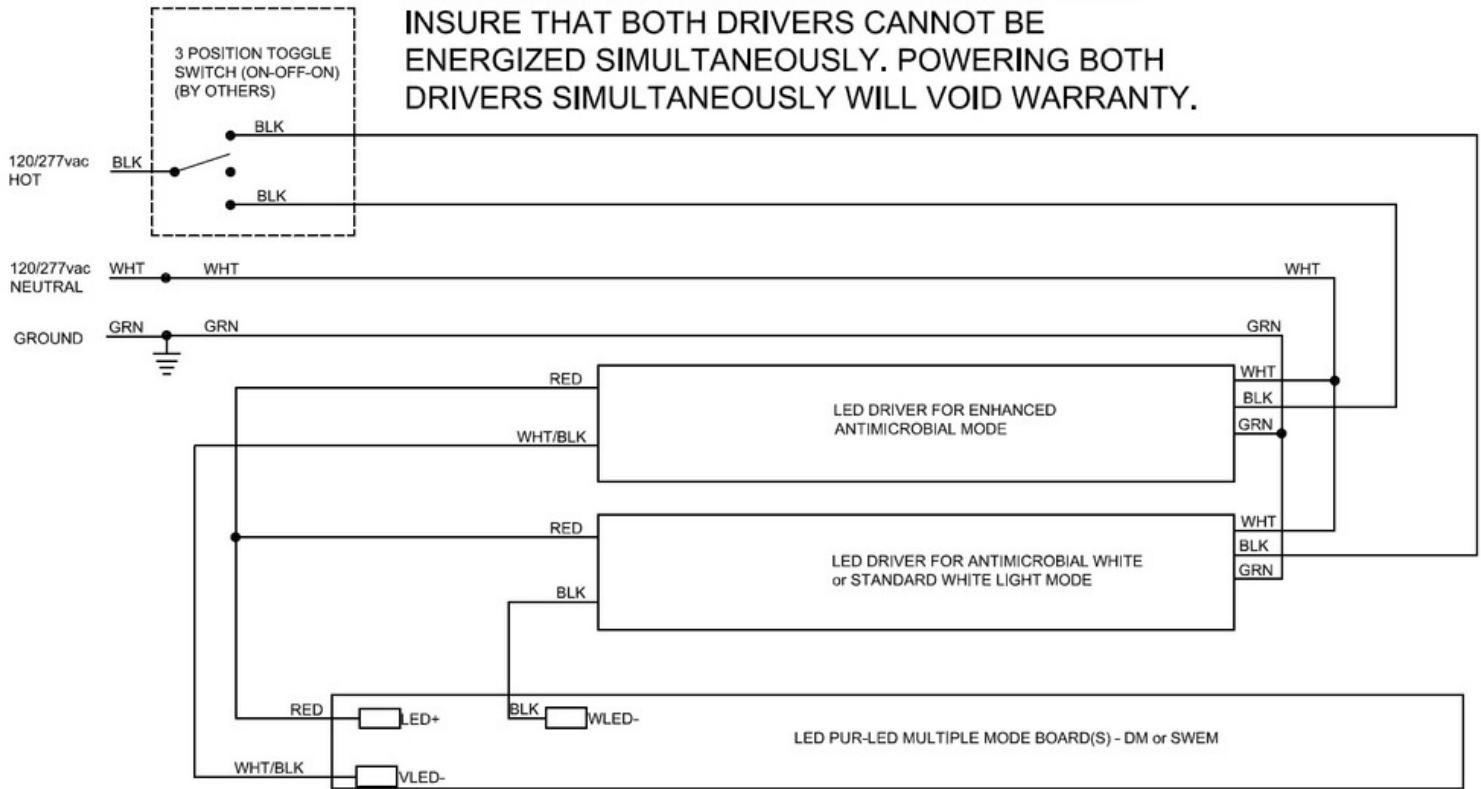 INSURE THAT BOTH DRIVERS CANNOT BE
ENERGIZED SIMULTANEOUSLY. POWERING BOTH
DRIVERS SIMULTANEOUSLY WILL VOID WARRANTY.
3 POSITION TOGGLE
SWITCH (ON-OFF-ON)
(BY OTHERS)
BLK
120/277vac
HOT
BLK
BLK
120/277vac
NEUTRAL
WHT
WHT
WHT
GROUND
GRN
GRN
GRN
RED
WHT/BLK
LED DRIVER FOR ENHANCED
ANTIMICROBIAL MODE
WHT
BLK
GRN
RED
BLK
LED DRIVER FOR ANTIMICROBIAL WHITE
or STANDARD WHITE LIGHT MODE
WHT
BLK
GRN
RED
LED+
BLK
WLED-
LED PUR-LED MULTIPLE MODE BOARD(S) - DM or SWEM
WHT/BLK
VLED-